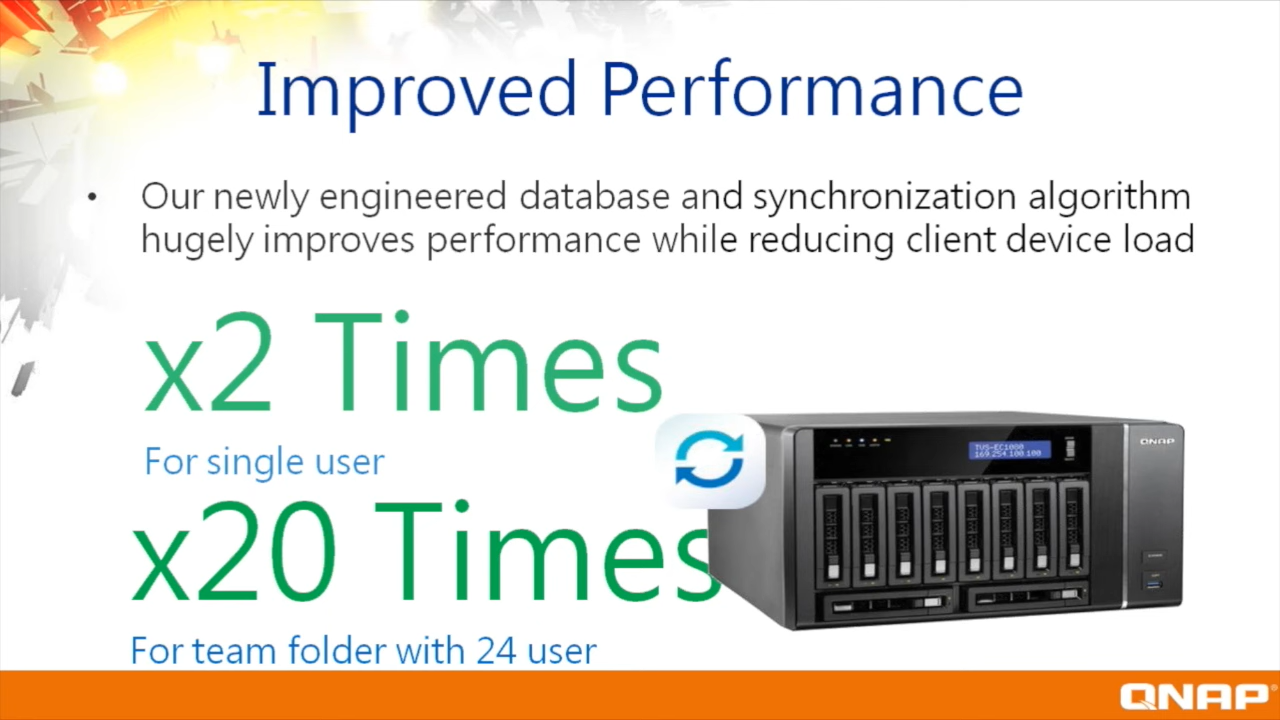 Improved Performance
• Our newly engineered database and synchronization algorithm
hugely improves performance while reducing client device load
x2 Times
For single user
x20 Times
For team folder with 24 user
TVS-EC1080
169.254.100.100
QNAP
QNAP